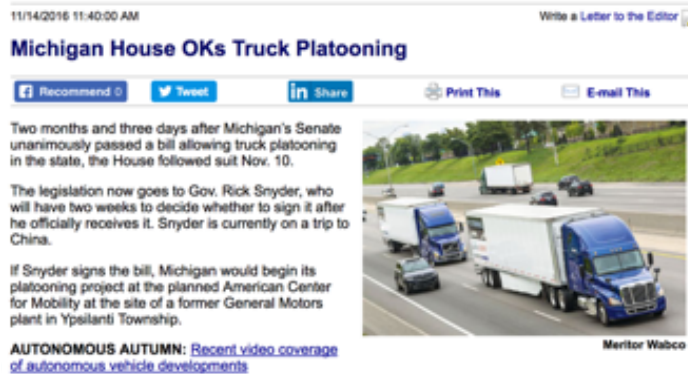 11/14/2016 11:40:00 AM
Write a Letter to the Editor
Michigan House OKs Truck Platooning
Recommend 0
Tweet
in Share
Print This
E-mail This
Two months and three days after Michigan's Senate
unanimously passed a bill allowing truck platooning
in the state, the House followed suit Nov. 10.
The legislation now goes to Gov. Rick Snyder, who
will have two weeks to decide whether to sign it after
he officially receives it. Snyder is currently on a trip to
China.
If Snyder signs the bill, Michigan would begin its
platooning project at the planned American Center
for Mobility at the site of a former General Motors
plant in Ypsilanti Township.
AUTONOMOUS AUTUMN: Recent video coverage
of autonomous vehicle developments
Meritor Wabco